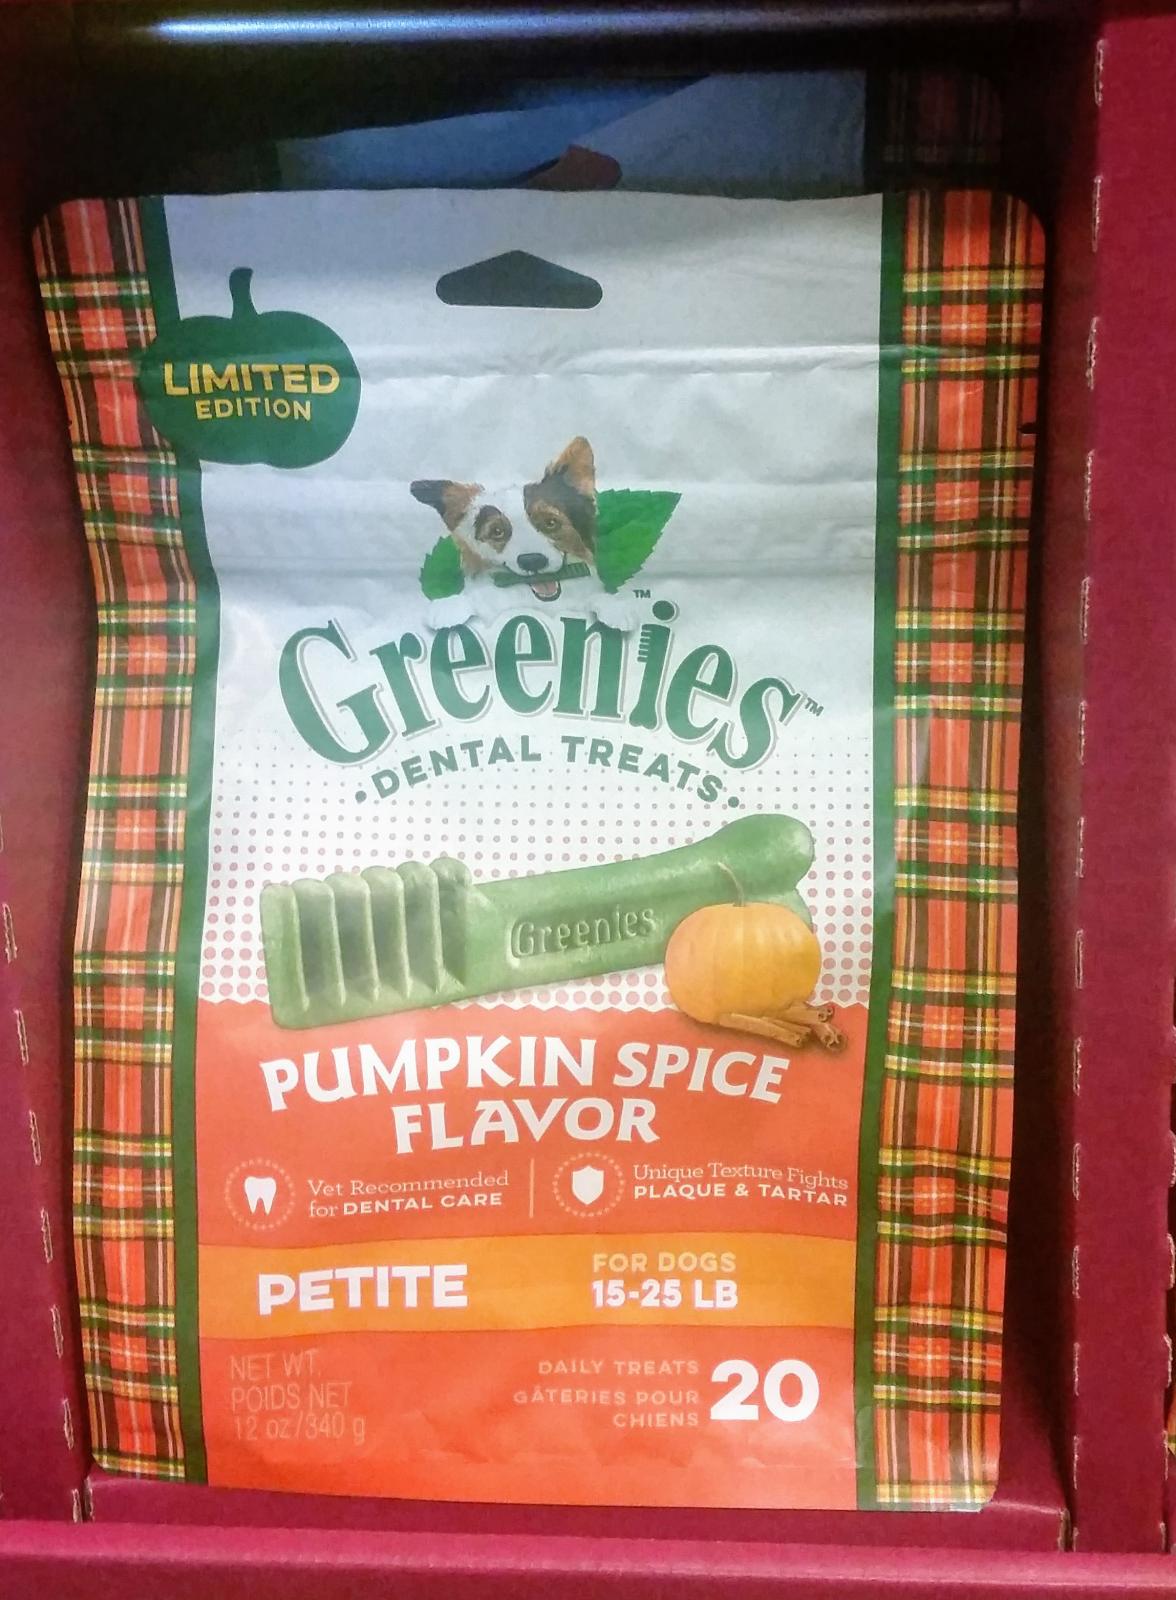 LIMITED
EDITION
Greenies™
•DENTAL TREATS•
Greenies
PUMPKIN SPICE
FLAVOR
Vet Recommended
for DENTAL CARE
Unique Texture Fights
PLAQUE & TARTAR
PETITE
FOR DOGS
15-25 LB
NET WT.
POIDS NET
12 oz/340 g
DAILY TREATS
GÂTERIES POUR
CHIENS
20